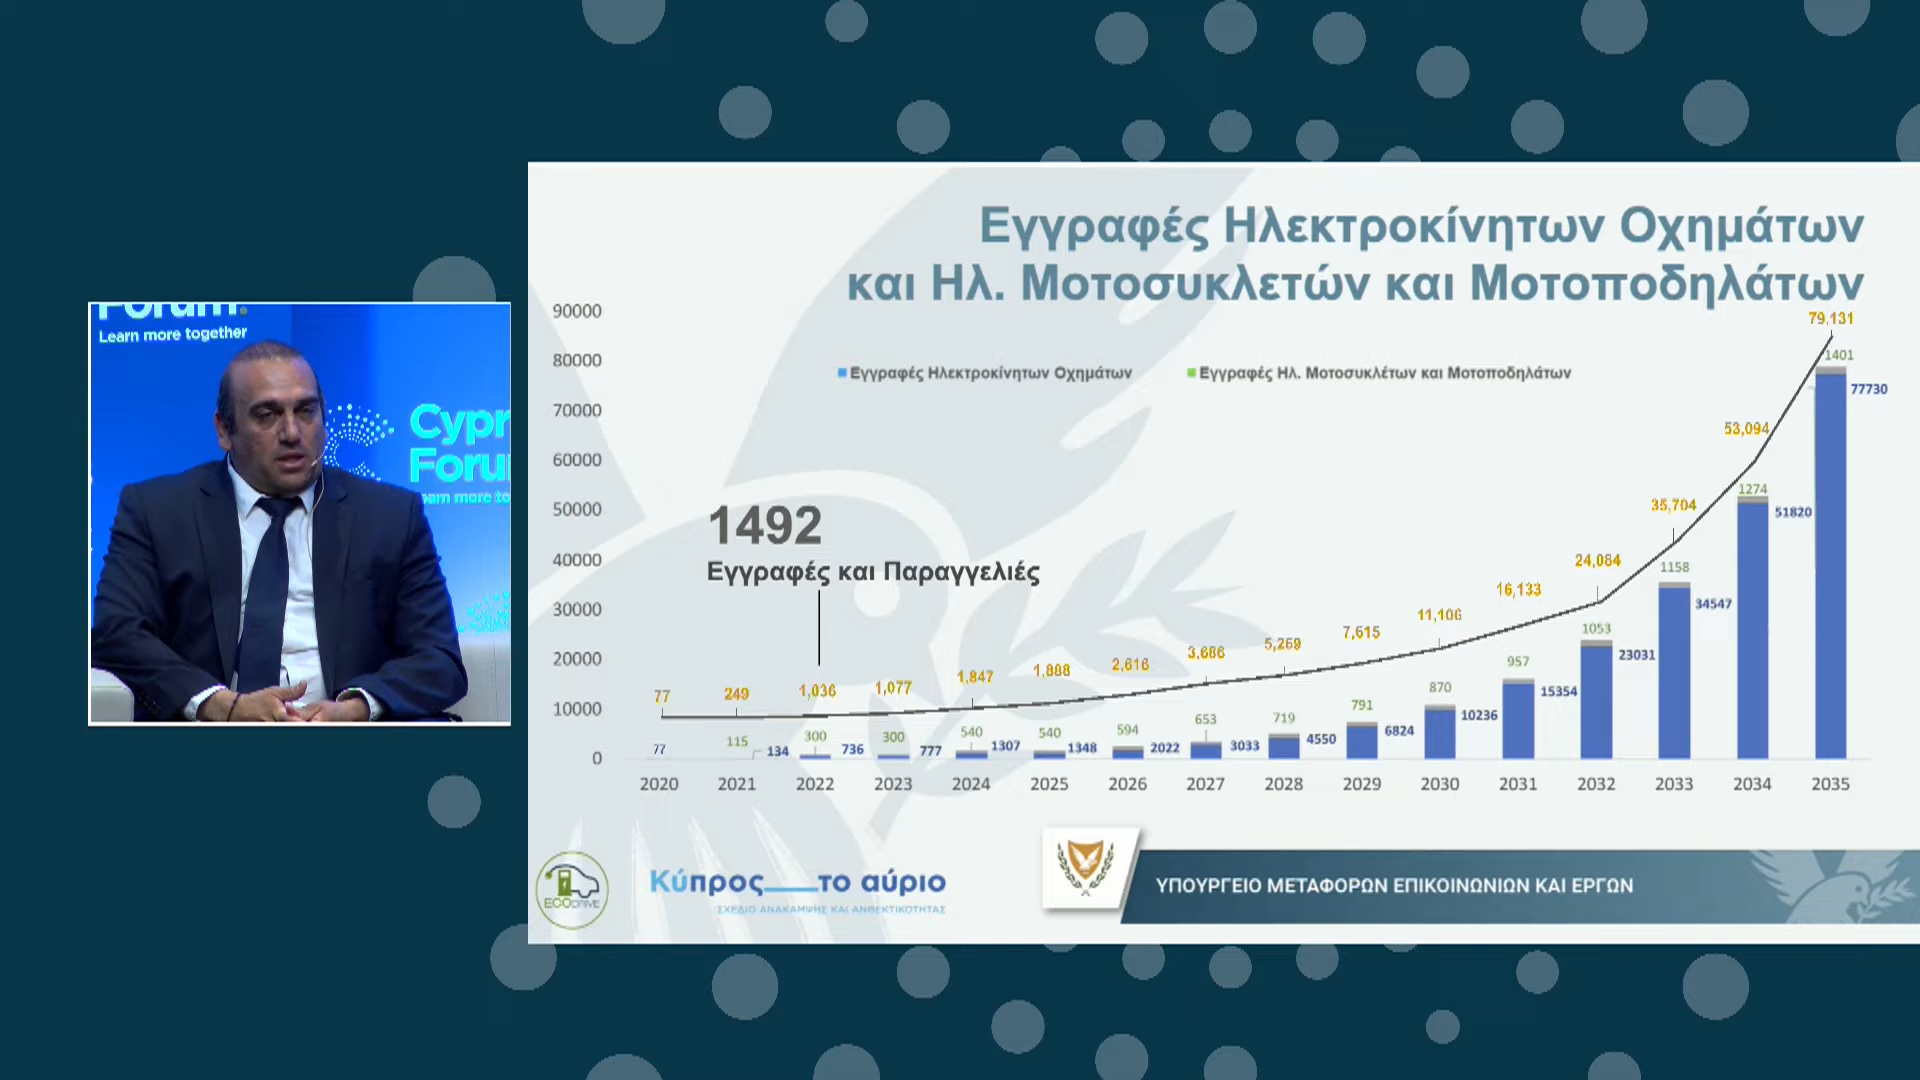 Forum.
Learn more together
Cypr
Foru
earn more to
Εγγραφές Ηλεκτροκίνητων Οχημάτων
και Ηλ. Μοτοσυκλετών και Μοτοποδηλάτων
Εγγραφές Ηλεκτροκίνητων Οχημάτων
Εγγραφές Ηλ. Μοτοσυκλέτων και Μοτοποδηλάτων
90000
80000
70000
60000
50000
40000
30000
20000
10000
0
1492
Εγγραφές και Παραγγελιές
77 249 1,036 1,077 1,847 1,888 2,616 3,686 5,269 7,615 11,106 16,133 24,084 35,704 53,094 79,131
115 300 300 540 540 594 653 719 791 870 957 1053 1158 1274 1401
77 134 736 777 1307 1348 2022 3033 4550 6824 10236 15354 23031 34547 51820 77730
2020 2021 2022 2023 2024 2025 2026 2027 2028 2029 2030 2031 2032 2033 2034 2035
ECODRIVE
Κύπρος___το αύριο
ΣΧΕΔΙΟ ΑΝΑΚΑΜΨΗΣ ΚΑΙ ΑΝΘΕΚΤΙΚΟΤΗΤΑΣ
ΥΠΟΥΡΓΕΙΟ ΜΕΤΑΦΟΡΩΝ ΕΠΙΚΟΙΝΩΝΙΩΝ ΚΑΙ ΕΡΓΩΝ